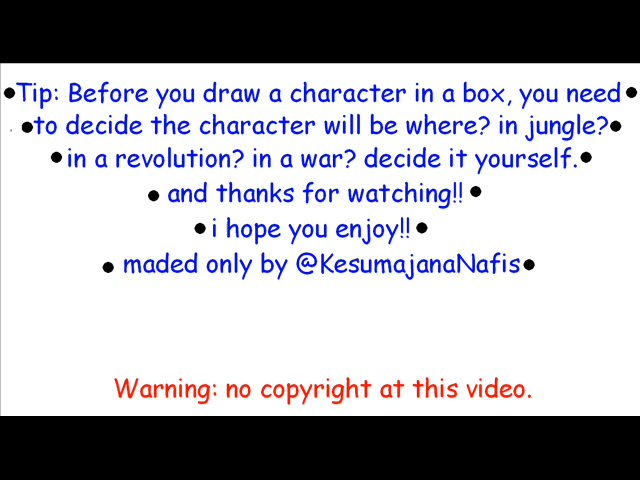 •Tip: Before you draw a character in a box, you need•
•to decide the character will be where? in jungle?•
•in a revolution? in a war? decide it yourself.•
• and thanks for watching!! •
•i hope you enjoy!! •
• maded only by @KesumajanaNafis•
Warning: no copyright at this video.